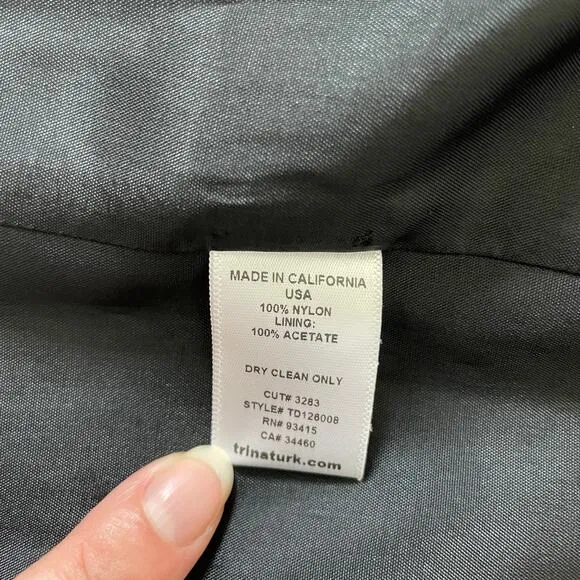 MADE IN CALIFORNIA
USA
100% NYLON
LINING:
100% ACETATE
DRY CLEAN ONLY
CUT# 3283
STYLE# TD126008
RN# 93415
CA# 34460
trinaturk.com